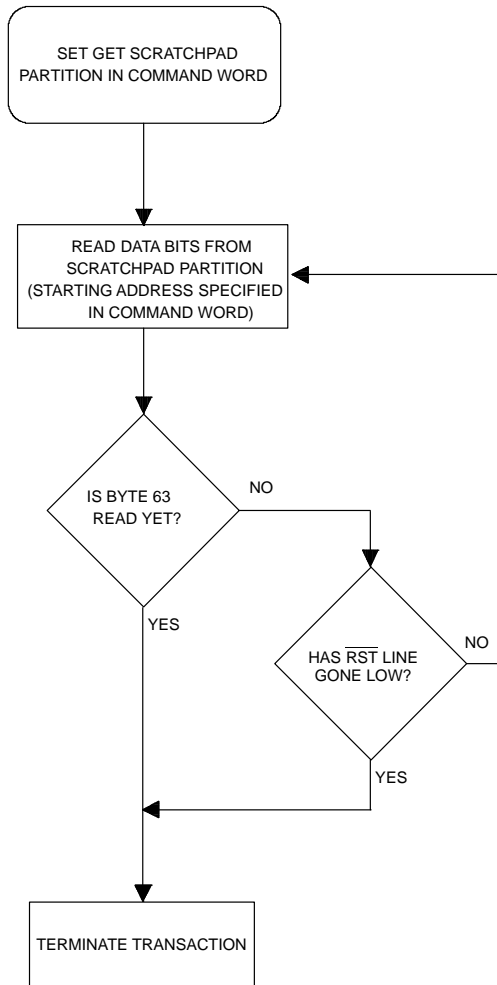 SET GET SCRATCHPAD
PARTITION IN COMMAND WORD
READ DATA BITS FROM
SCRATCHPAD PARTITION
(STARTING ADDRESS SPECIFIED
IN COMMAND WORD)
IS BYTE 63
READ YET?
NO
YES
HAS R̅S̅T̅ LINE
GONE LOW?
NO
YES
TERMINATE TRANSACTION